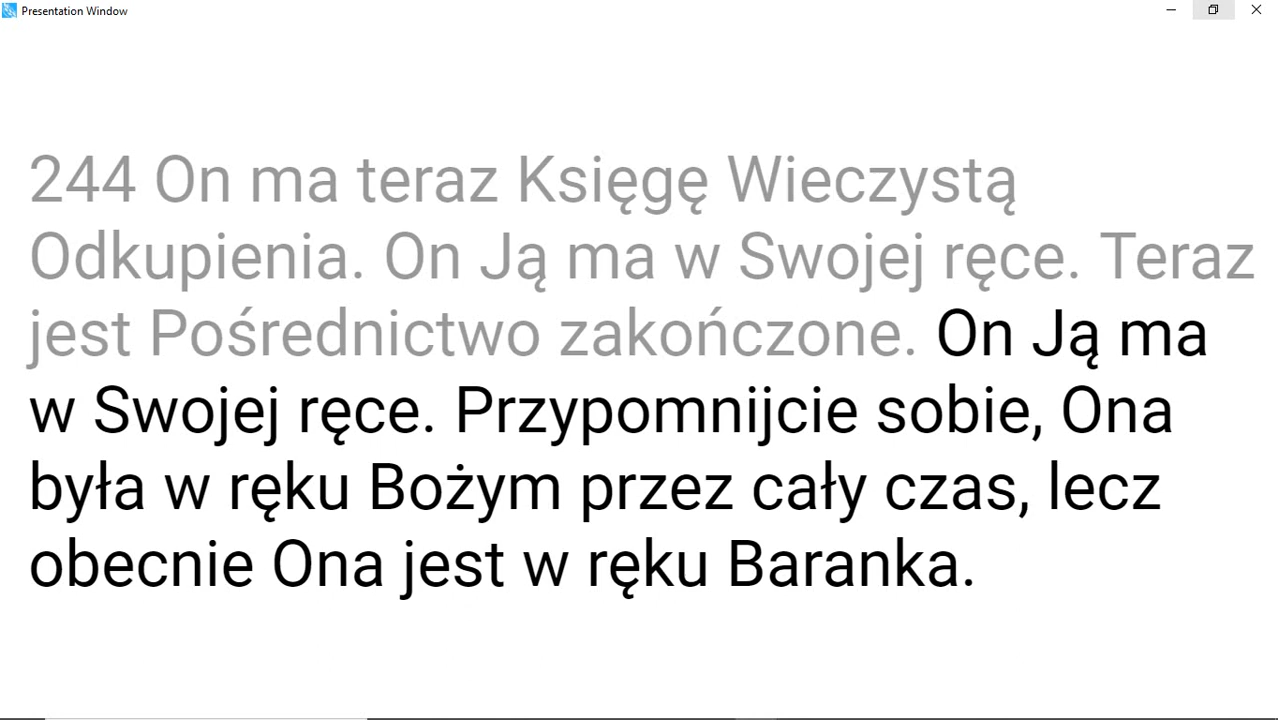 Presentation Window
244 On ma teraz Księgę Wieczystą
Odkupienia. On Ją ma w Swojej ręce. Teraz
jest Pośrednictwo zakończone. On Ją ma
w Swojej ręce. Przypomnijcie sobie, Ona
była w ręku Bożym przez cały czas, lecz
obecnie Ona jest w ręku Baranka.